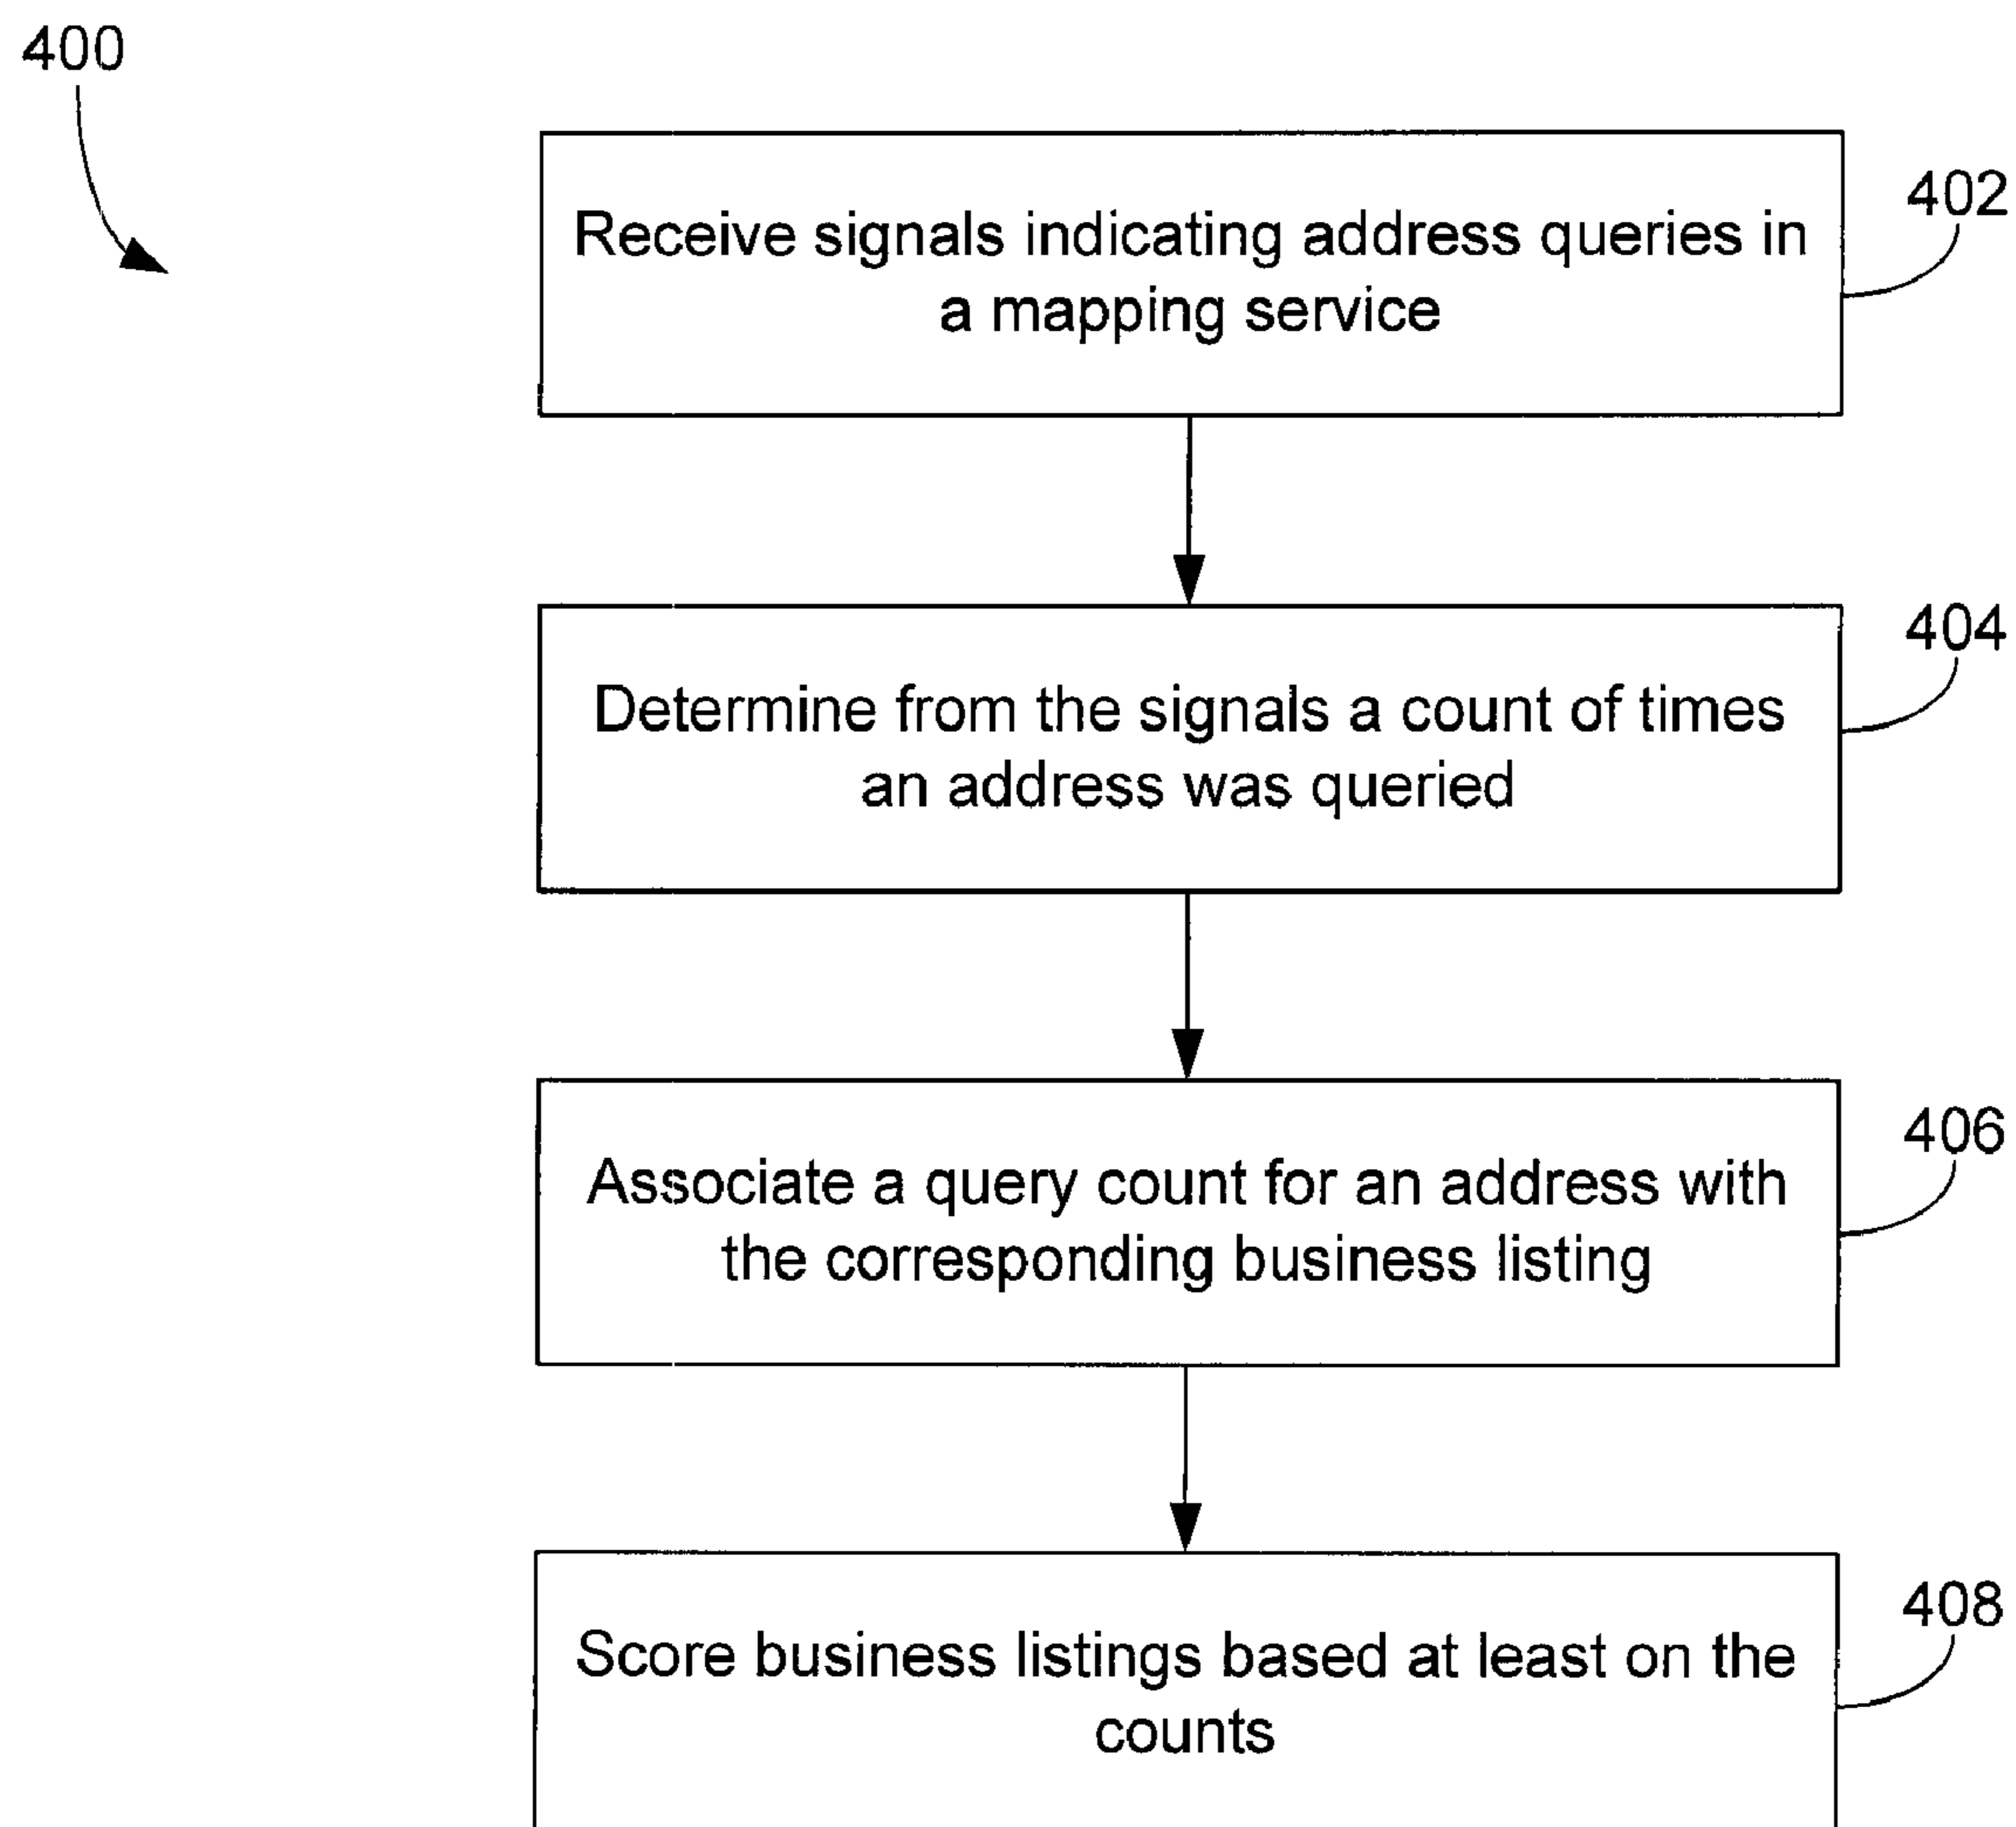 400
402
Receive signals indicating address queries in
a mapping service
404
Determine from the signals a count of times
an address was queried
406
Associate a query count for an address with
the corresponding business listing
408
Score business listings based at least on the
counts